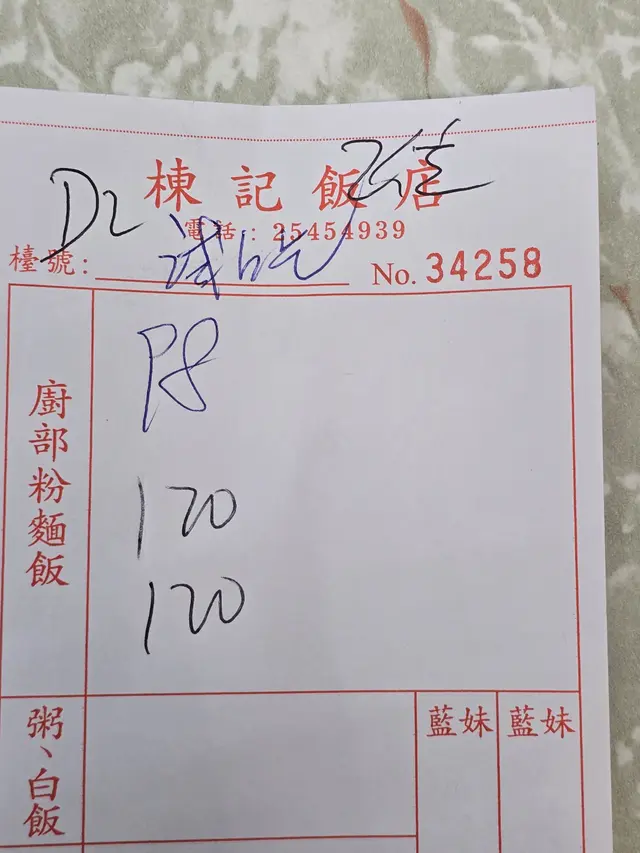 D2
棟記飯店
電話：25454939
檯號：
No. 34258
廚部粉麵飯
P8
120
120
粥、白飯
藍妹
藍妹